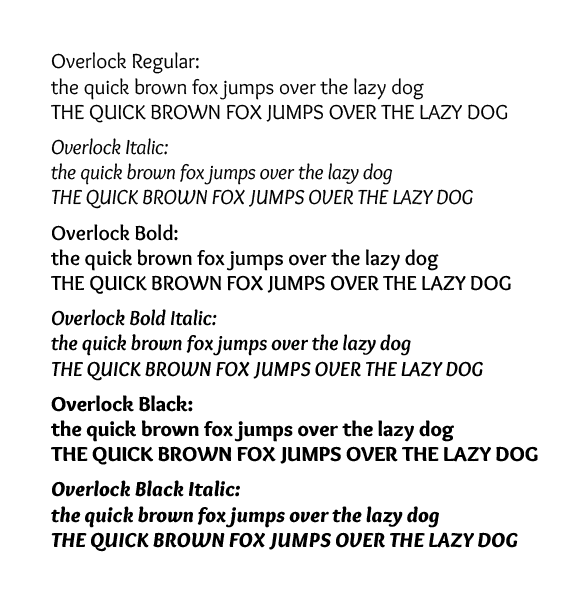 Overlock Regular:
the quick brown fox jumps over the lazy dog
THE QUICK BROWN FOX JUMPS OVER THE LAZY DOG
Overlock Italic:
the quick brown fox jumps over the lazy dog
THE QUICK BROWN FOX JUMPS OVER THE LAZY DOG
Overlock Bold:
the quick brown fox jumps over the lazy dog
THE QUICK BROWN FOX JUMPS OVER THE LAZY DOG
Overlock Bold Italic:
the quick brown fox jumps over the lazy dog
THE QUICK BROWN FOX JUMPS OVER THE LAZY DOG
Overlock Black:
the quick brown fox jumps over the lazy dog
THE QUICK BROWN FOX JUMPS OVER THE LAZY DOG
Overlock Black Italic:
the quick brown fox jumps over the lazy dog
THE QUICK BROWN FOX JUMPS OVER THE LAZY DOG